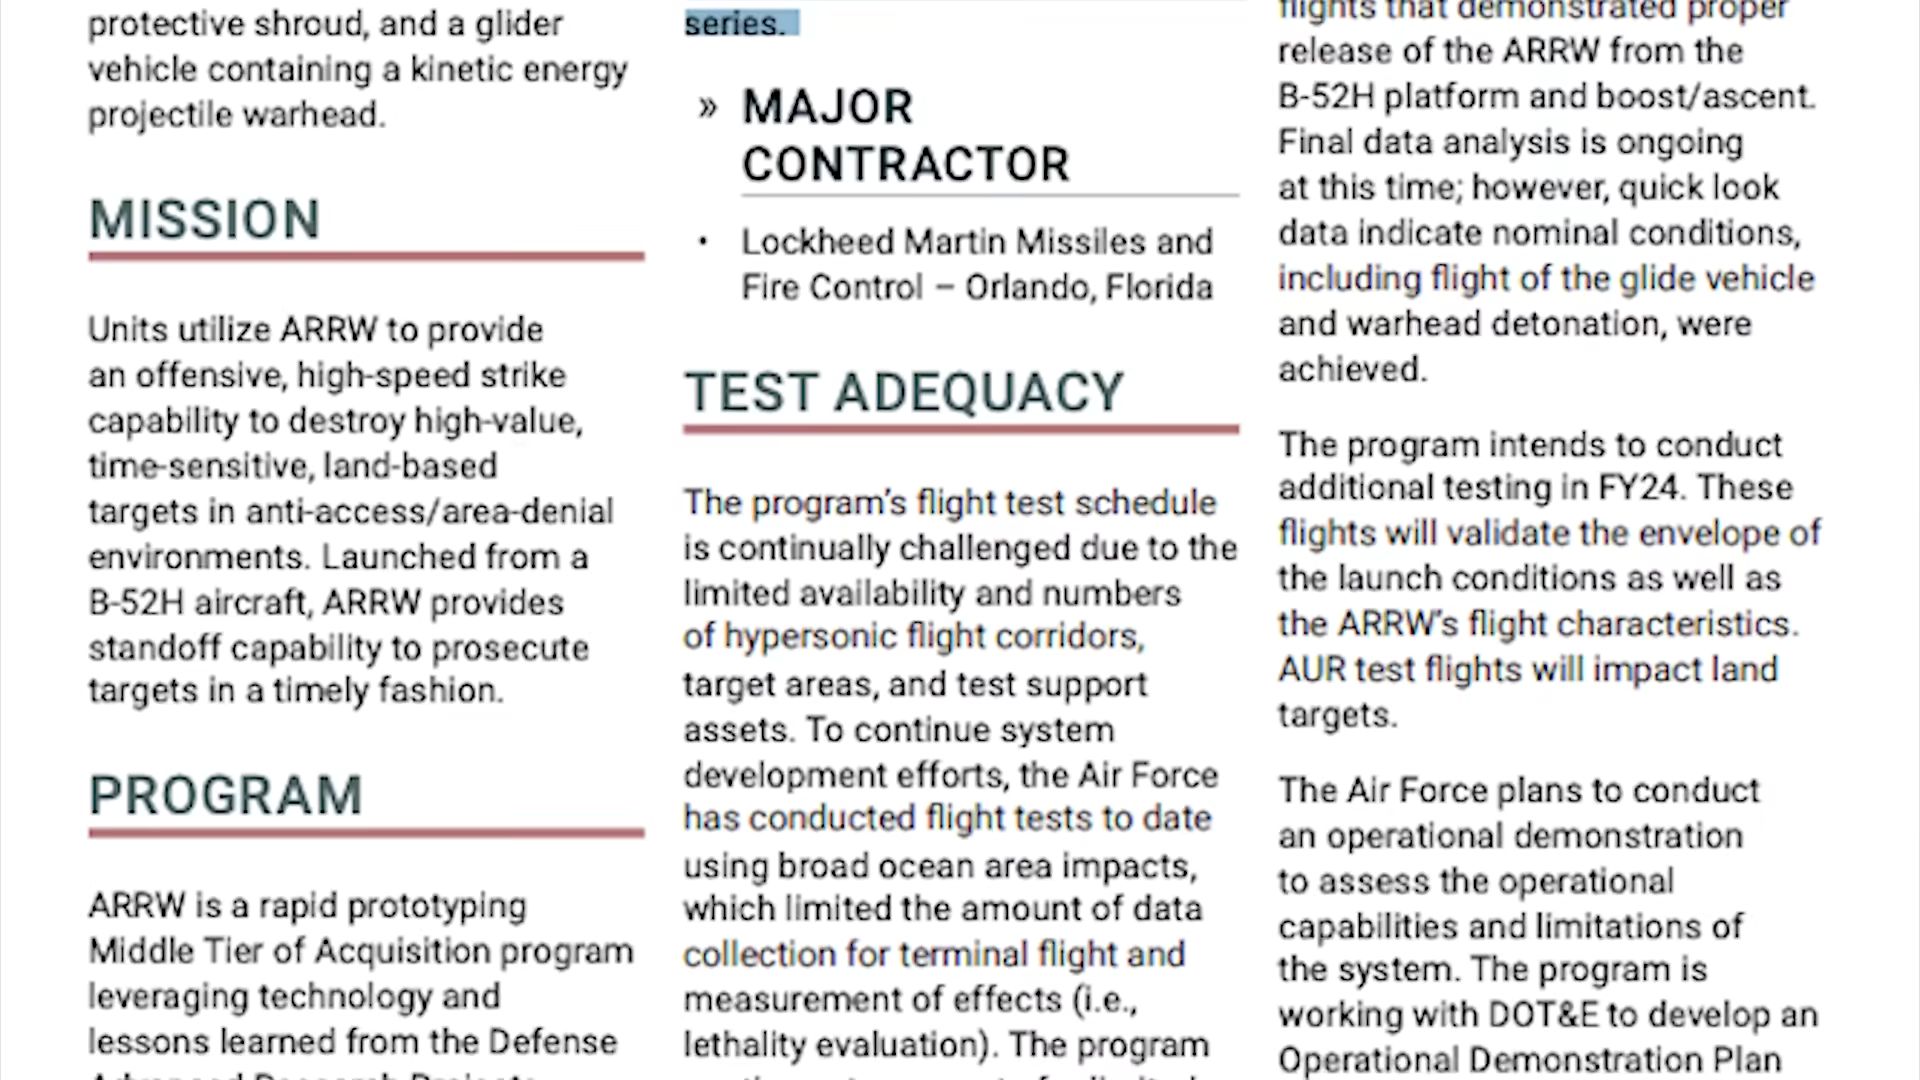 protective shroud, and a glider
vehicle containing a kinetic energy
projectile warhead.
MISSION
Units utilize ARRW to provide
an offensive, high-speed strike
capability to destroy high-value,
time-sensitive, land-based
targets in anti-access/area-denial
environments. Launched from a
B-52H aircraft, ARRW provides
standoff capability to prosecute
targets in a timely fashion.
PROGRAM
ARRW is a rapid prototyping
Middle Tier of Acquisition program
leveraging technology and
lessons learned from the Defense
series.
» MAJOR
CONTRACTOR
• Lockheed Martin Missiles and
Fire Control – Orlando, Florida
TEST ADEQUACY
The program’s flight test schedule
is continually challenged due to the
limited availability and numbers
of hypersonic flight corridors,
target areas, and test support
assets. To continue system
development efforts, the Air Force
has conducted flight tests to date
using broad ocean area impacts,
which limited the amount of data
collection for terminal flight and
measurement of effects (i.e.,
lethality evaluation). The program
flights that demonstrated proper
release of the ARRW from the
B-52H platform and boost/ascent.
Final data analysis is ongoing
at this time; however, quick look
data indicate nominal conditions,
including flight of the glide vehicle
and warhead detonation, were
achieved.
The program intends to conduct
additional testing in FY24. These
flights will validate the envelope of
the launch conditions as well as
the ARRW’s flight characteristics.
AUR test flights will impact land
targets.
The Air Force plans to conduct
an operational demonstration
to assess the operational
capabilities and limitations of
the system. The program is
working with DOT&E to develop an
Operational Demonstration Plan